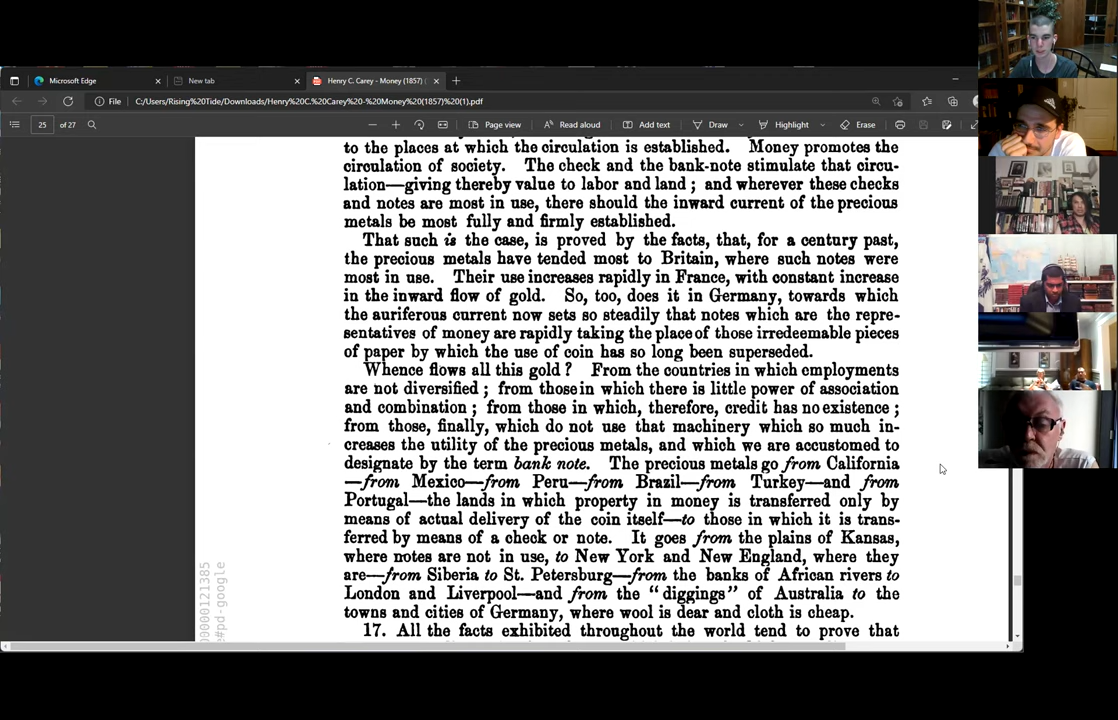 Microsoft Edge
New tab
Henry C. Carey - Money (1857) (
File
C:/Users/Rising%20Tide/Downloads/Henry%20C.%20Carey%20-%20Money%20(1857)%20(1).pdf
25 of 27
Page view
Read aloud
Add text
Draw
Highlight
Erase
to the places at which the circulation is established. Money promotes the
circulation of society. The check and the bank-note stimulate that circu-
lation—giving thereby value to labor and land; and wherever these checks
and notes are most in use, there should the inward current of the precious
metals be most fully and firmly established.
That such is the case, is proved by the facts, that, for a century past,
the precious metals have tended most to Britain, where such notes were
most in use. Their use increases rapidly in France, with constant increase
in the inward flow of gold. So, too, does it in Germany, towards which
the auriferous current now sets so steadily that notes which are the repre-
sentatives of money are rapidly taking the place of those irredeemable pieces
of paper by which the use of coin has so long been superseded.
Whence flows all this gold? From the countries in which employments
are not diversified; from those in which there is little power of association
and combination; from those in which, therefore, credit has no existence;
from those, finally, which do not use that machinery which so much in-
creases the utility of the precious metals, and which we are accustomed to
designate by the term bank note. The precious metals go from California
—from Mexico—from Peru—from Brazil—from Turkey—and from
Portugal—the lands in which property in money is transferred only by
means of actual delivery of the coin itself—to those in which it is trans-
ferred by means of a check or note. It goes from the plains of Kansas,
where notes are not in use, to New York and New England, where they
are—from Siberia to St. Petersburg—from the banks of African rivers to
London and Liverpool—and from the "diggings" of Australia to the
towns and cities of Germany, where wool is dear and cloth is cheap.
17. All the facts exhibited throughout the world tend to prove that
00000121385
e#pd-google